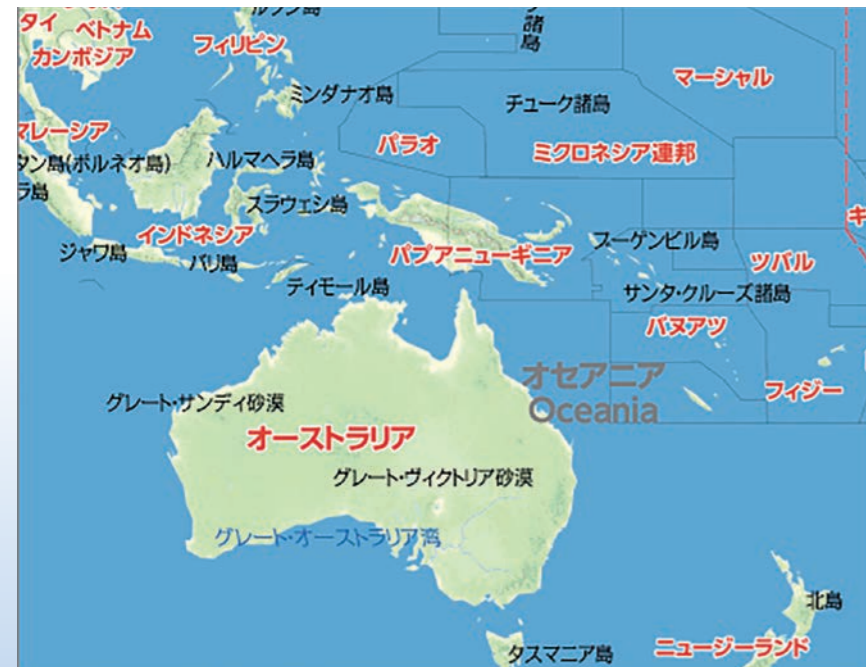 タイ
ベトナム
カンボジア
フィリピン
諸島
マーシャル
ミンダナオ島
チューク諸島
マレーシア
パラオ
ミクロネシア連邦
タン島(ボルネオ島)
ハルマヘラ島
ラ島
スラウェシ島
キ
インドネシア
ジャワ島
バリ島
パプアニューギニア
ブーゲンビル島
ツバル
ティモール島
サンタ・クルーズ諸島
バヌアツ
オセアニア
Oceania
フィジー
グレート・サンディ砂漠
オーストラリア
グレート・ヴィクトリア砂漠
グレート・オーストラリア湾
北島
タスマニア島
ニュージーランド